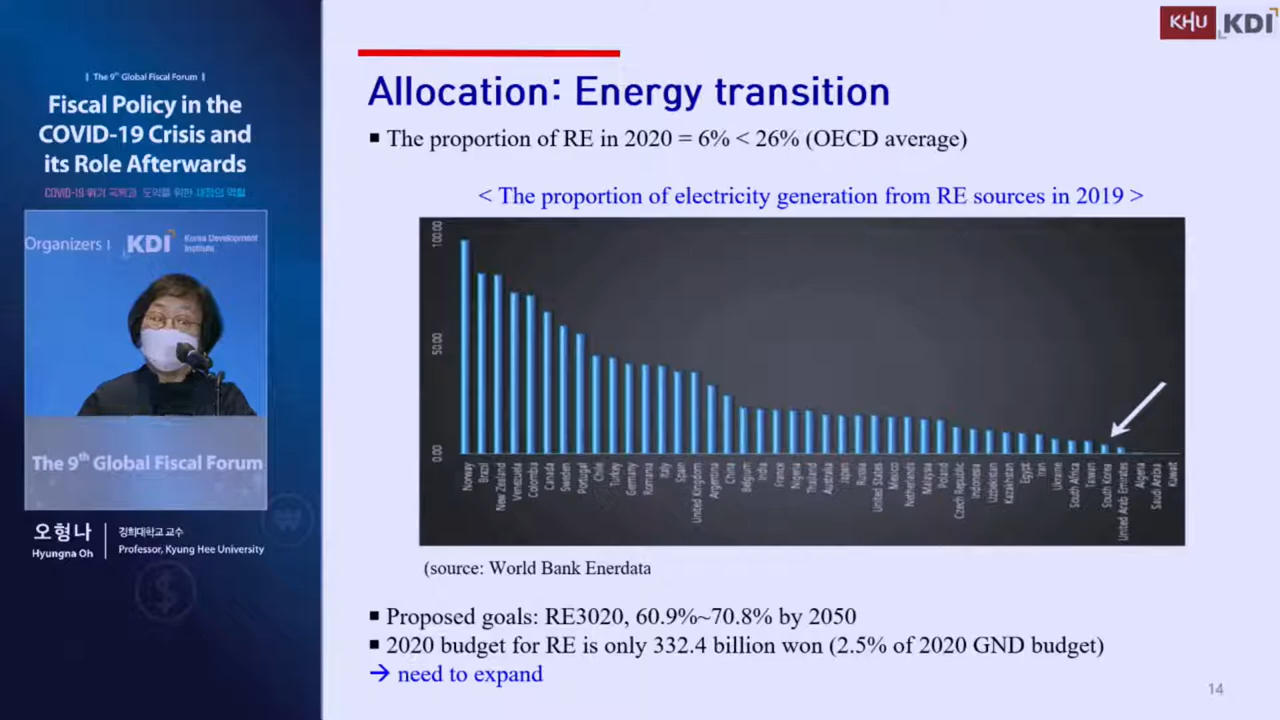 KHU KDI
| The 9th Global Fiscal Forum |
Fiscal Policy in the
COVID-19 Crisis and
its Role Afterwards
COVID-19 위기 극복과 도약을 위한 재정의 역할
Organizers | KDI Korea Development
Institute
The 9th Global Fiscal Forum
오형나 경희대학교 교수
Hyungna Oh Professor, Kyung Hee University
Allocation: Energy transition
■ The proportion of RE in 2020 = 6% < 26% (OECD average)
< The proportion of electricity generation from RE sources in 2019 >
100.00
50.00
0.00
Norway
Brazil
New Zealand
Venezuela
Colombia
Canada
Sweden
Portugal
Chile
Turkey
Germany
Romania
Italy
Spain
United Kingdom
Argentina
China
Belgium
India
France
Nigeria
Thailand
Australia
Japan
Russia
United States
Mexico
Netherlands
Malaysia
Poland
Czech Republic
Indonesia
Uzbekistan
Kazakhstan
Egypt
Iran
Ukraine
South Africa
Taiwan
South Korea
United Arab Emirates
Algeria
Saudi Arabia
Kuwait
(source: World Bank Enerdata
■ Proposed goals: RE3020, 60.9%~70.8% by 2050
■ 2020 budget for RE is only 332.4 billion won (2.5% of 2020 GND budget)
→ need to expand
14